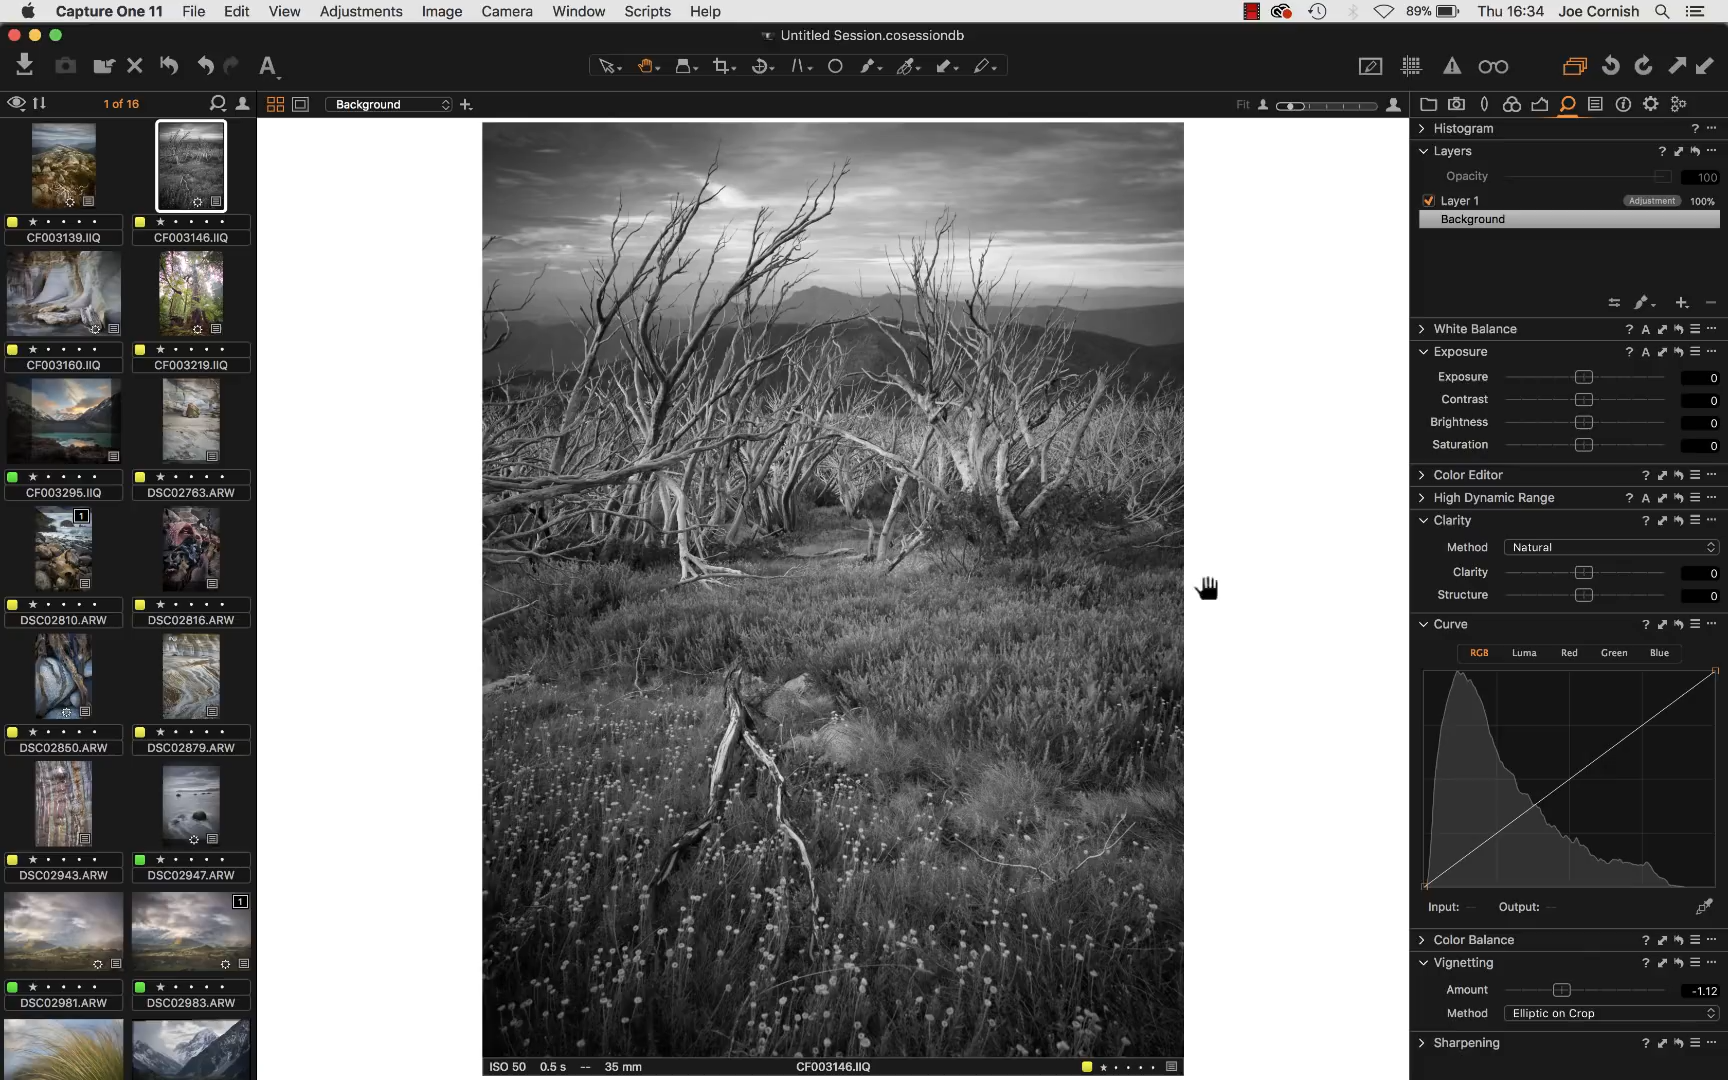 Capture One 11 File Edit View Adjustments Image Camera Window Scripts Help 89% Thu 16:34 Joe Cornish
Untitled Session.cosessiondb
A
1 of 16 Background Fit
CF003139.IIQ CF003146.IIQ
CF003160.IIQ CF003219.IIQ
CF003295.IIQ DSC02763.ARW
1
DSC02810.ARW DSC02816.ARW
DSC02850.ARW DSC02879.ARW
DSC02943.ARW DSC02947.ARW
1
DSC02981.ARW DSC02983.ARW
ISO 50 0.5 s -- 35 mm CF003146.IIQ
Histogram ? ...
Layers ? ...
Opacity 100
Layer 1 Adjustment 100%
Background
White Balance ? A ...
Exposure ? A ...
Exposure 0
Contrast 0
Brightness 0
Saturation 0
Color Editor ? ...
High Dynamic Range ? A ...
Clarity ? ...
Method Natural
Clarity 0
Structure 0
Curve ? ...
RGB Luma Red Green Blue
Input: -- Output: --
Color Balance ? ...
Vignetting ? ...
Amount -1.12
Method Elliptic on Crop
Sharpening ? ...